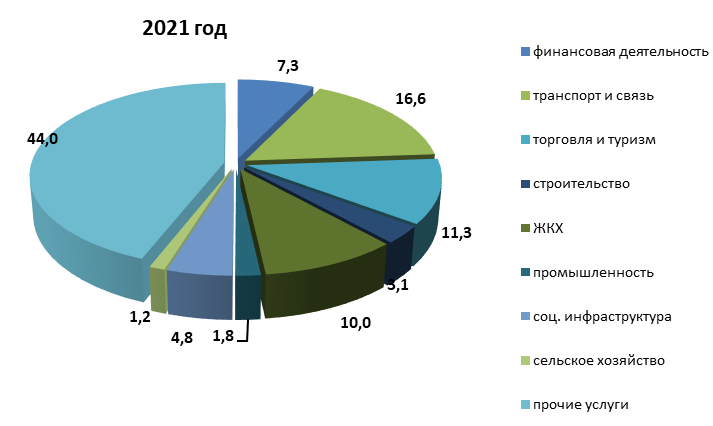 2021 год
7,3
16,6
11,3
3,1
10,0
1,8
4,8
1,2
44,0
финансовая деятельность
транспорт и связь
торговля и туризм
строительство
ЖКХ
промышленность
соц. инфраструктура
сельское хозяйство
прочие услуги